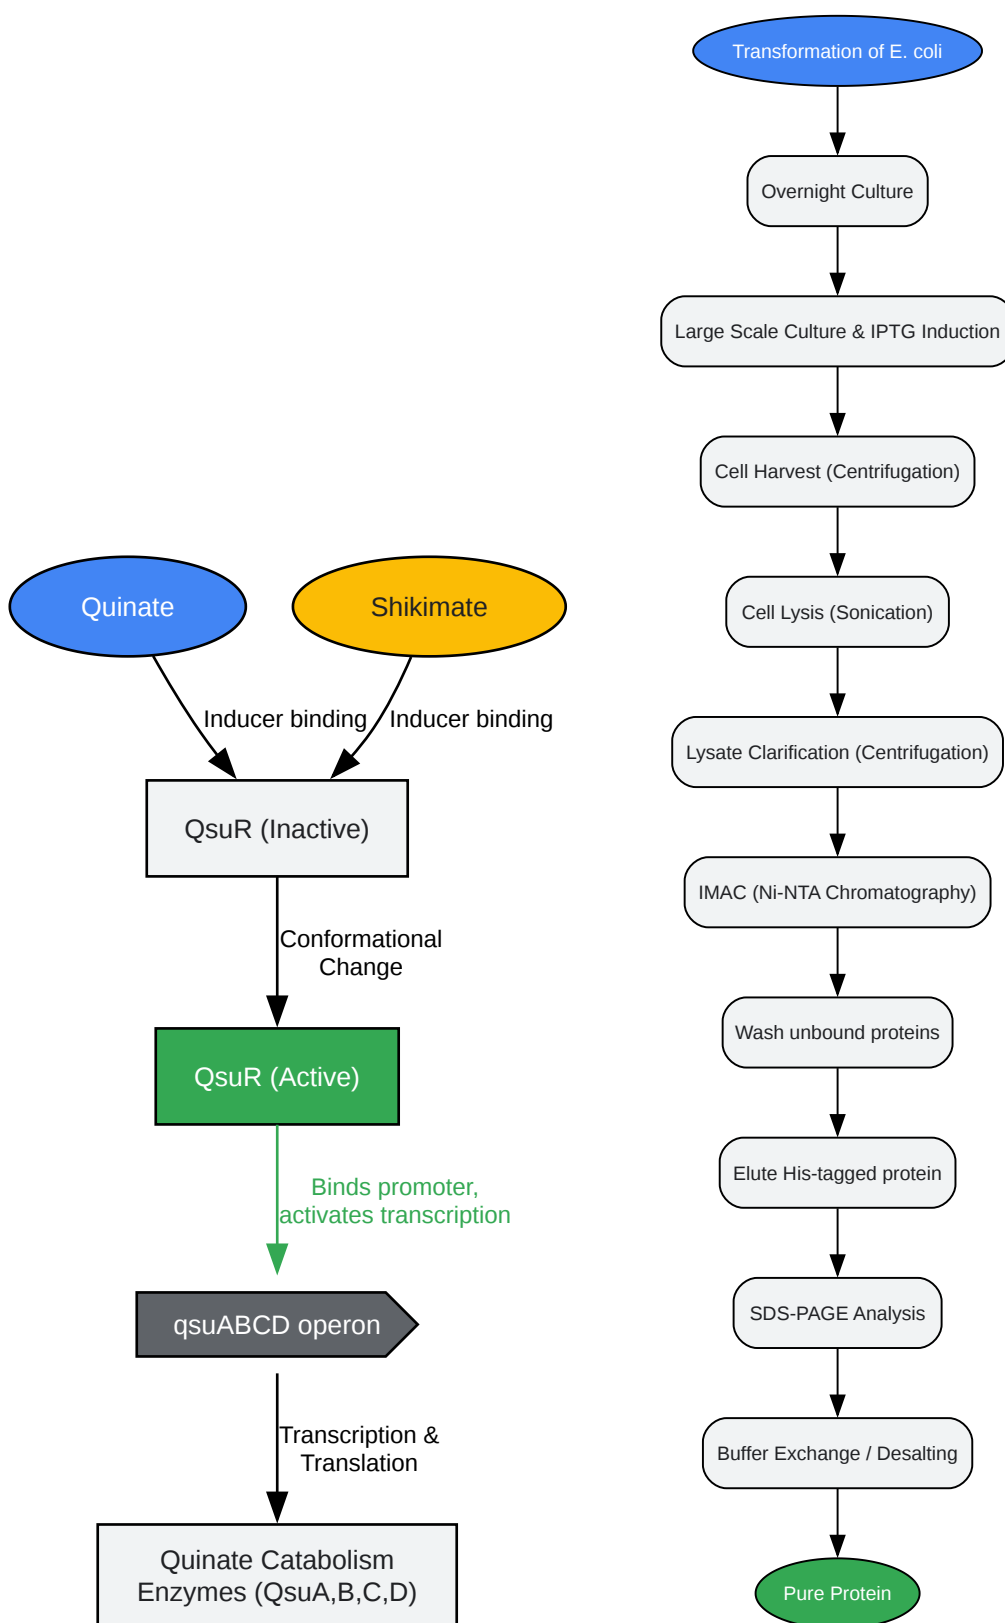 Quinate
Shikimate
Inducer binding
Inducer binding
QsuR (Inactive)
Conformational
Change
QsuR (Active)
Binds promoter,
activates transcription
qsuABCD operon
Transcription &
Translation
Quinate Catabolism
Enzymes (QsuA,B,C,D)
Transformation of E. coli
Overnight Culture
Large Scale Culture & IPTG Induction
Cell Harvest (Centrifugation)
Cell Lysis (Sonication)
Lysate Clarification (Centrifugation)
IMAC (Ni-NTA Chromatography)
Wash unbound proteins
Elute His-tagged protein
SDS-PAGE Analysis
Buffer Exchange / Desalting
Pure Protein